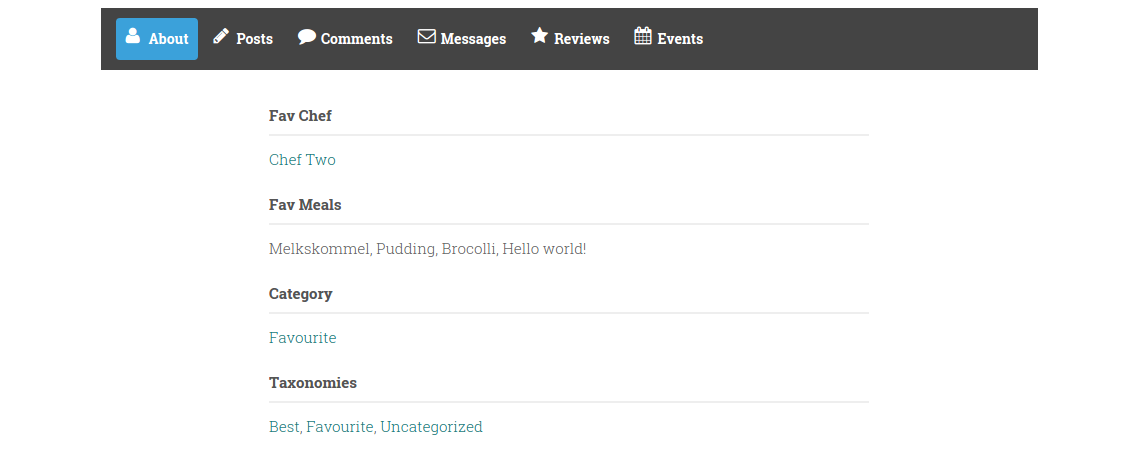 About Posts Comments Messages Reviews Events
Fav Chef
Chef Two
Fav Meals
Melkskommel, Pudding, Brocolli, Hello world!
Category
Favourite
Taxonomies
Best, Favourite, Uncategorized